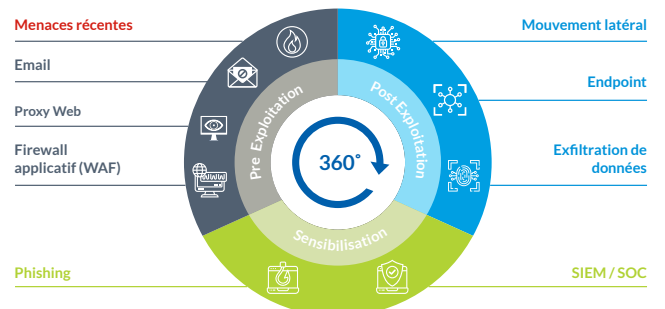 Menaces récentes
Email
Proxy Web
Firewall
applicatif (WAF)
Phishing
Pre Exploitation
Post Exploitation
Sensibilisation
360°
Mouvement latéral
Endpoint
Exfiltration de
données
SIEM / SOC